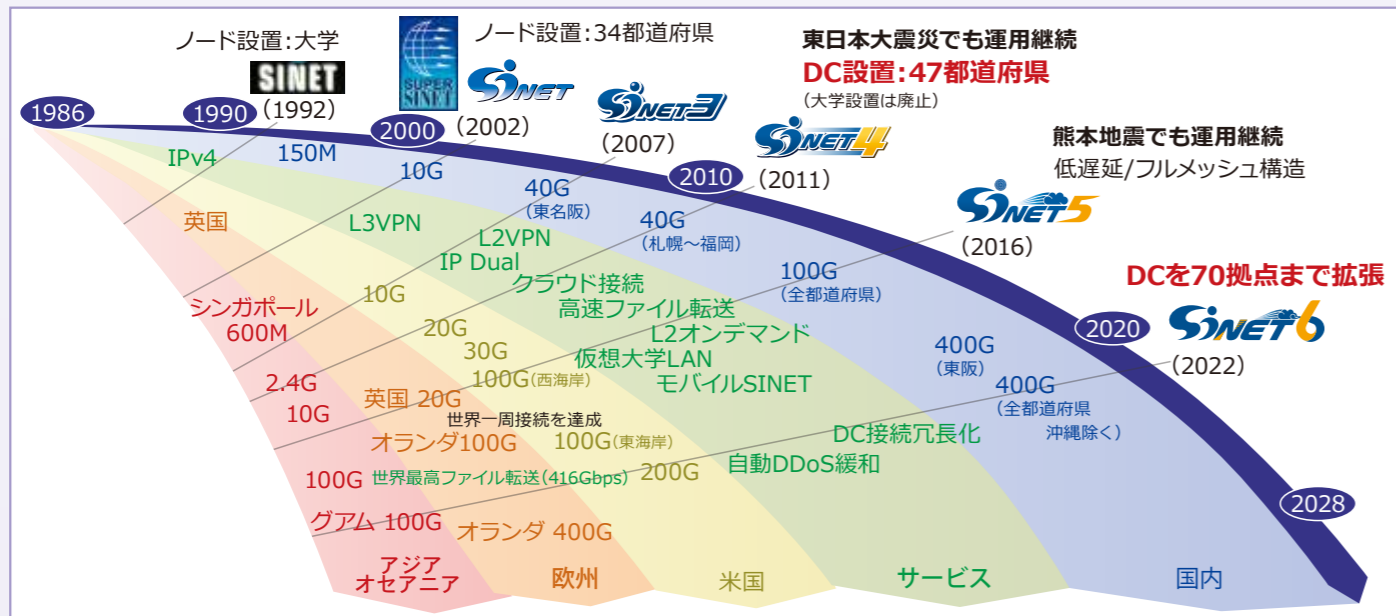 ノード設置：大学
SINET
(1992)
SUPER
SINET
ノード設置：34都道府県
SINET
(2002)
SINET3
(2007)
東日本大震災でも運用継続
DC設置：47都道府県
（大学設置は廃止）
SINET4
(2011)
熊本地震でも運用継続
低遅延/フルメッシュ構造
SINET5
(2016)
DCを70拠点まで拡張
SINET6
(2022)
1986
1990
2000
2010
2020
2028
IPv4
150M
10G
40G
（東名阪）
40G
（札幌～福岡）
100G
（全都道府県）
400G
（東阪）
400G
（全都道府県
沖縄除く）
英国
L3VPN
L2VPN
IP Dual
クラウド接続
高速ファイル転送
L2オンデマンド
仮想大学LAN
モバイルSINET
DC接続冗長化
自動DDoS緩和
シンガポール
600M
10G
20G
30G
100G（西海岸）
2.4G
10G
英国 20G
世界一周接続を達成
オランダ100G
100G（東海岸）
100G
世界最高ファイル転送（416Gbps）
200G
グアム 100G
オランダ 400G
アジア
オセアニア
欧州
米国
サービス
国内